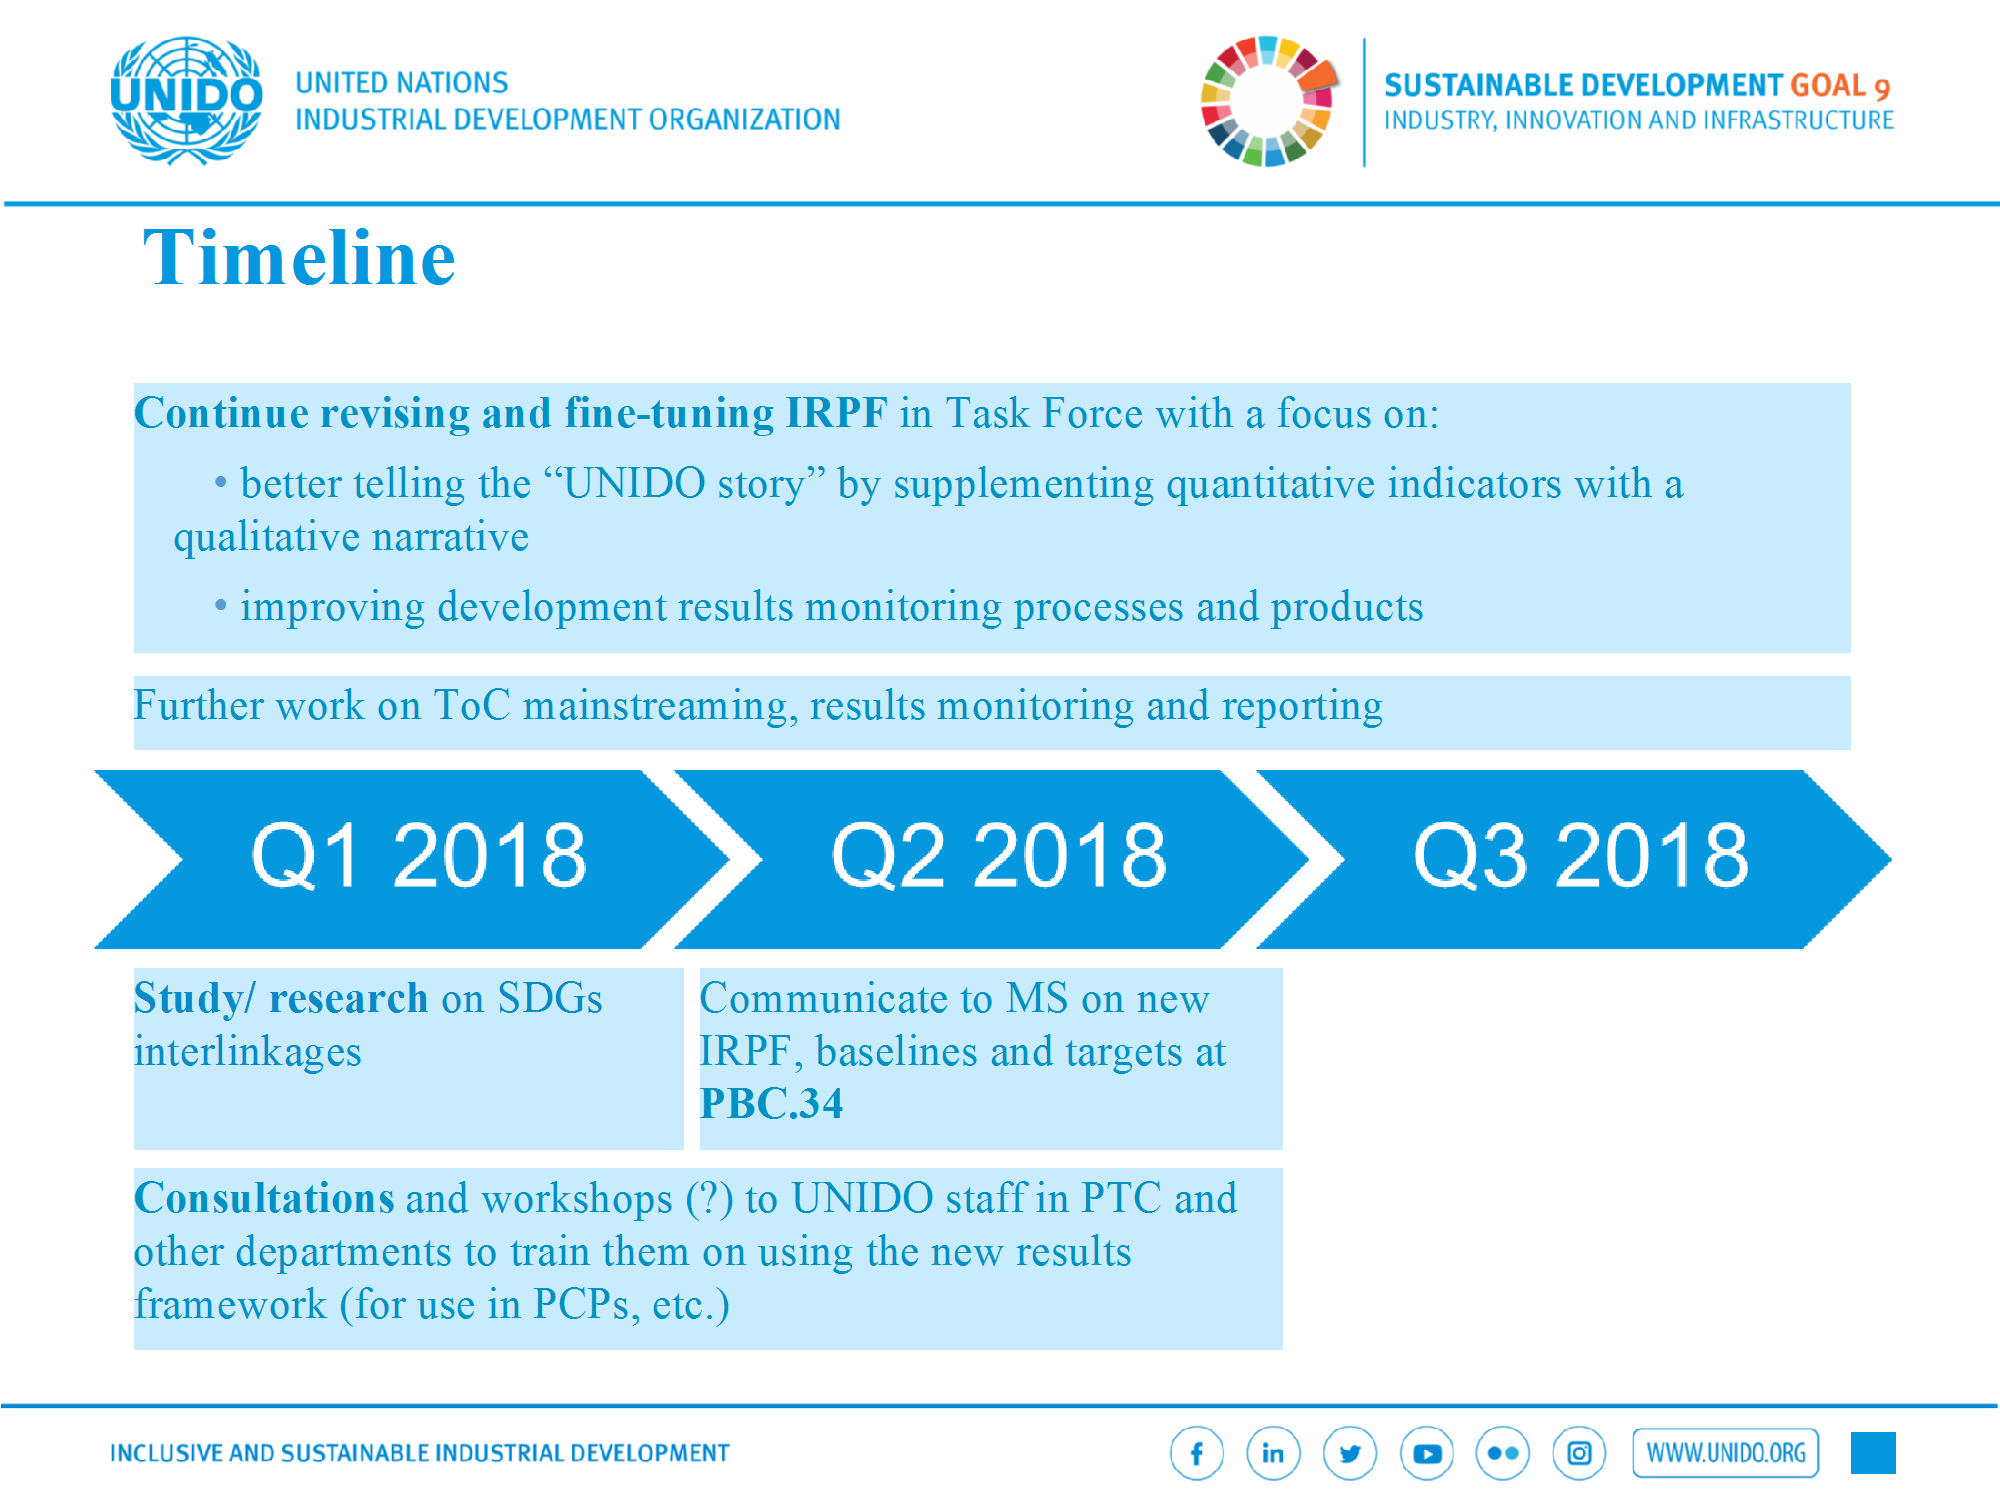 UNIDO
UNITED NATIONS
INDUSTRIAL DEVELOPMENT ORGANIZATION
SUSTAINABLE DEVELOPMENT GOAL 9
INDUSTRY, INNOVATION AND INFRASTRUCTURE
Timeline
Continue revising and fine-tuning IRPF in Task Force with a focus on:
• better telling the “UNIDO story” by supplementing quantitative indicators with a
qualitative narrative
• improving development results monitoring processes and products
Further work on ToC mainstreaming, results monitoring and reporting
Q1 2018
Q2 2018
Q3 2018
Study/ research on SDGs
interlinkages
Communicate to MS on new
IRPF, baselines and targets at
PBC.34
Consultations and workshops (?) to UNIDO staff in PTC and
other departments to train them on using the new results
framework (for use in PCPs, etc.)
INCLUSIVE AND SUSTAINABLE INDUSTRIAL DEVELOPMENT
WWW.UNIDO.ORG